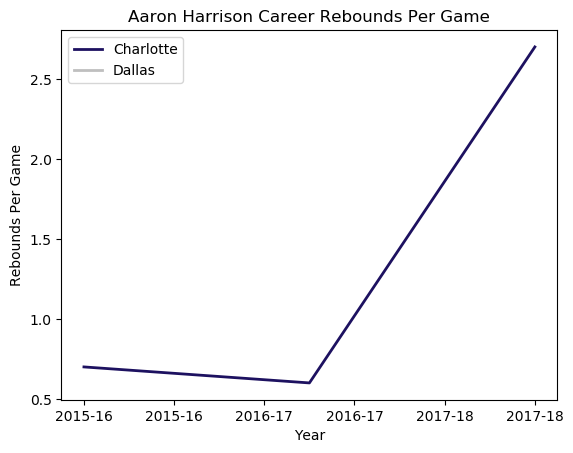 Aaron Harrison Career Rebounds Per Game
Charlotte
Dallas
2.5
2.0
1.5
1.0
0.5
Rebounds Per Game
2015-16 2015-16 2016-17 2016-17 2017-18 2017-18
Year